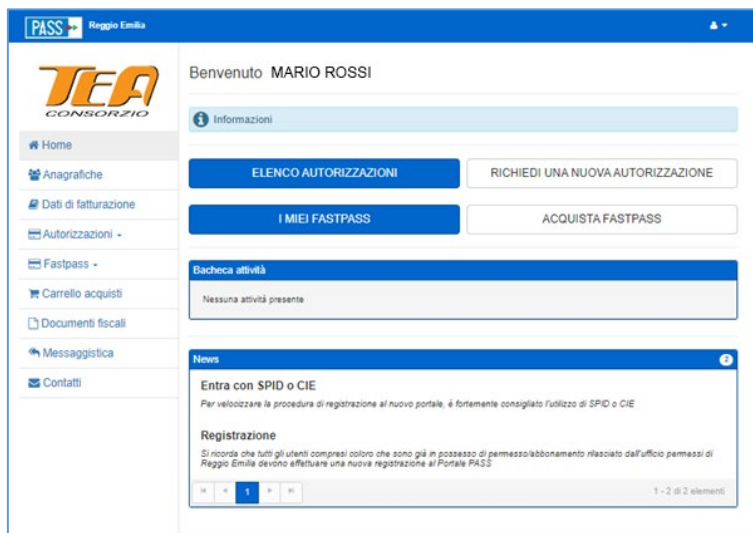 PASS Reggio Emilia
TEA
CONSORZIO
Home
Anagrafiche
Dati di fatturazione
Autorizzazioni
Fastpass
Carrello acquisti
Documenti fiscali
Messaggistica
Contatti
Benvenuto MARIO ROSSI
Informazioni
ELENCO AUTORIZZAZIONI
RICHIEDI UNA NUOVA AUTORIZZAZIONE
I MIEI FASTPASS
ACQUISTA FASTPASS
Bacheca attività
Nessuna attività presente
News 2
Entra con SPID o CIE
Per velocizzare la procedura di registrazione al nuovo portale, è fortemente consigliato l'utilizzo di SPID o CIE
Registrazione
Si ricorda che tutti gli utenti compresi coloro che sono già in possesso di permesso/abbonamento rilasciato dall'ufficio permessi di
Reggio Emilia devono effettuare una nuova registrazione al Portale PASS
1
1 - 2 di 2 elementi